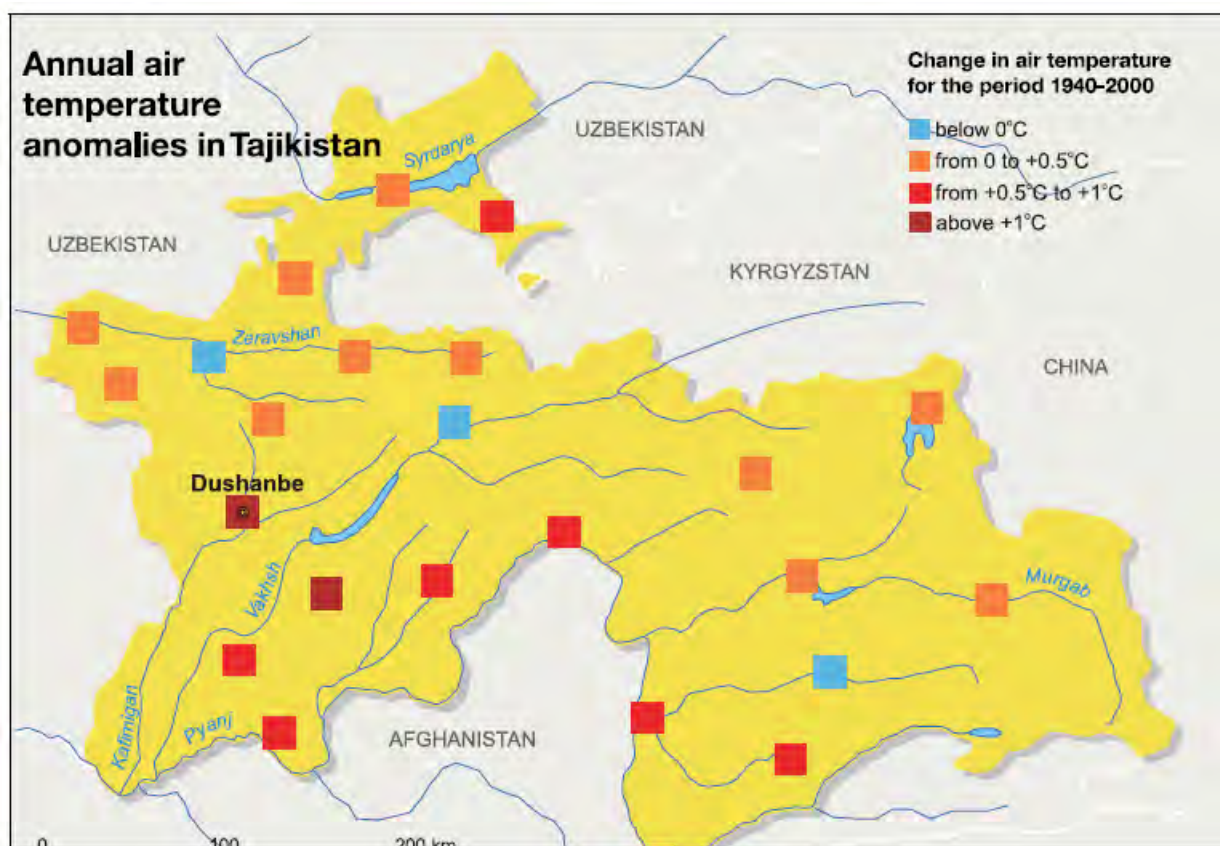 Annual air
temperature
anomalies in Tajikistan
Change in air temperature
for the period 1940–2000
below 0°C
from 0 to +0.5°C
from +0.5°C to +1°C
above +1°C
UZBEKISTAN
Syrdarya
UZBEKISTAN
KYRGYZSTAN
Zeravshan
CHINA
Dushanbe
Vakhsh
Murgab
Kafirnigan
Pyanj
AFGHANISTAN
0 100 200 km